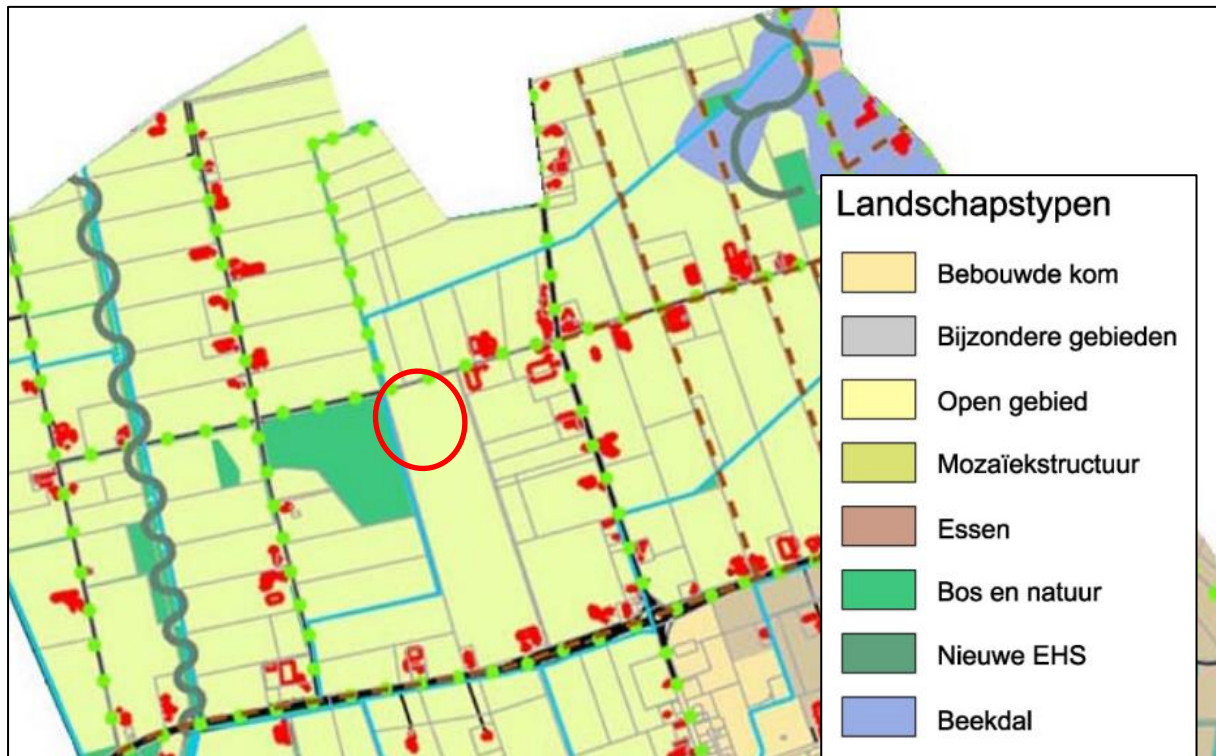 Landschapstypen
Bebouwde kom
Bijzondere gebieden
Open gebied
Mozaïekstructuur
Essen
Bos en natuur
Nieuwe EHS
Beekdal